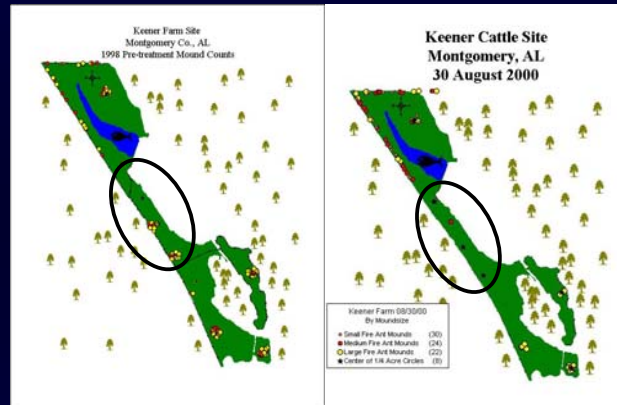 Keener Farm Site
Montgomery Co., AL
1998 Pre-treatment Mound Counts
Keener Cattle Site
Montgomery, AL
30 August 2000
Keener Farm 08/30/00
By Moundsize
Small Fire Ant Mounds (30)
Medium Fire Ant Mounds (24)
Large Fire Ant Mounds (22)
Center of 1/4 Acre Circles (8)